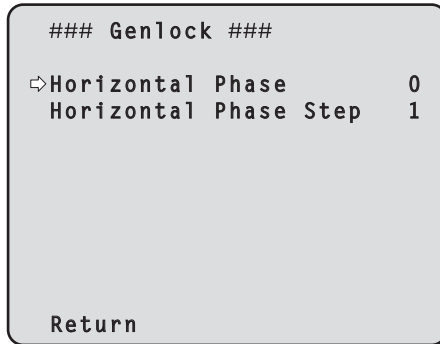 ### Genlock ###
⇨Horizontal Phase 0
Horizontal Phase Step 1
Return